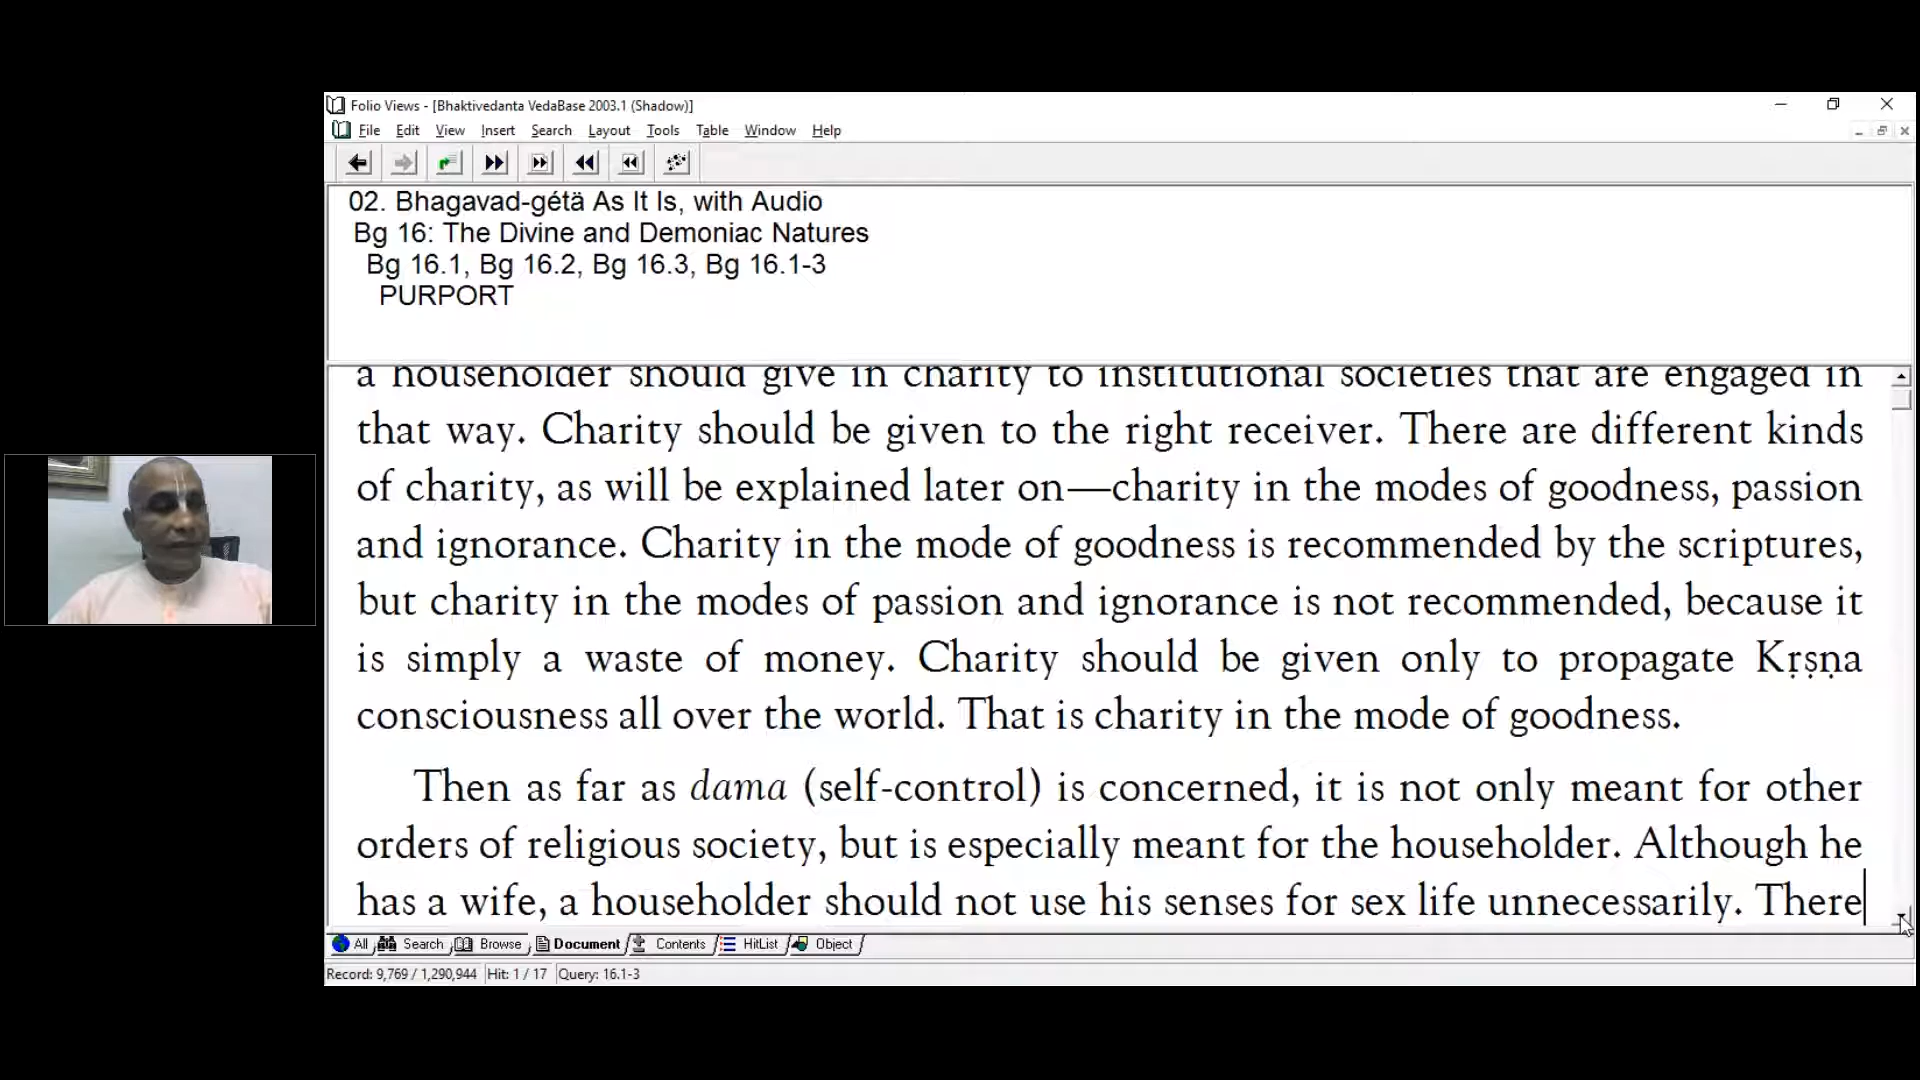 Folio Views - [Bhaktivedanta VedaBase 2003.1 (Shadow)]
File Edit View Insert Search Layout Tools Table Window Help
02. Bhagavad-gétä As It Is, with Audio
Bg 16: The Divine and Demoniac Natures
Bg 16.1, Bg 16.2, Bg 16.3, Bg 16.1-3
PURPORT
a householder should give in charity to institutional societies that are engaged in
that way. Charity should be given to the right receiver. There are different kinds
of charity, as will be explained later on—charity in the modes of goodness, passion
and ignorance. Charity in the mode of goodness is recommended by the scriptures,
but charity in the modes of passion and ignorance is not recommended, because it
is simply a waste of money. Charity should be given only to propagate Kṛṣṇa
consciousness all over the world. That is charity in the mode of goodness.
Then as far as dama (self-control) is concerned, it is not only meant for other
orders of religious society, but is especially meant for the householder. Although he
has a wife, a householder should not use his senses for sex life unnecessarily. There
All Search Browse Document Contents HitList Object
Record: 9,769 / 1,290,944 Hit: 1 / 17 Query: 16.1-3